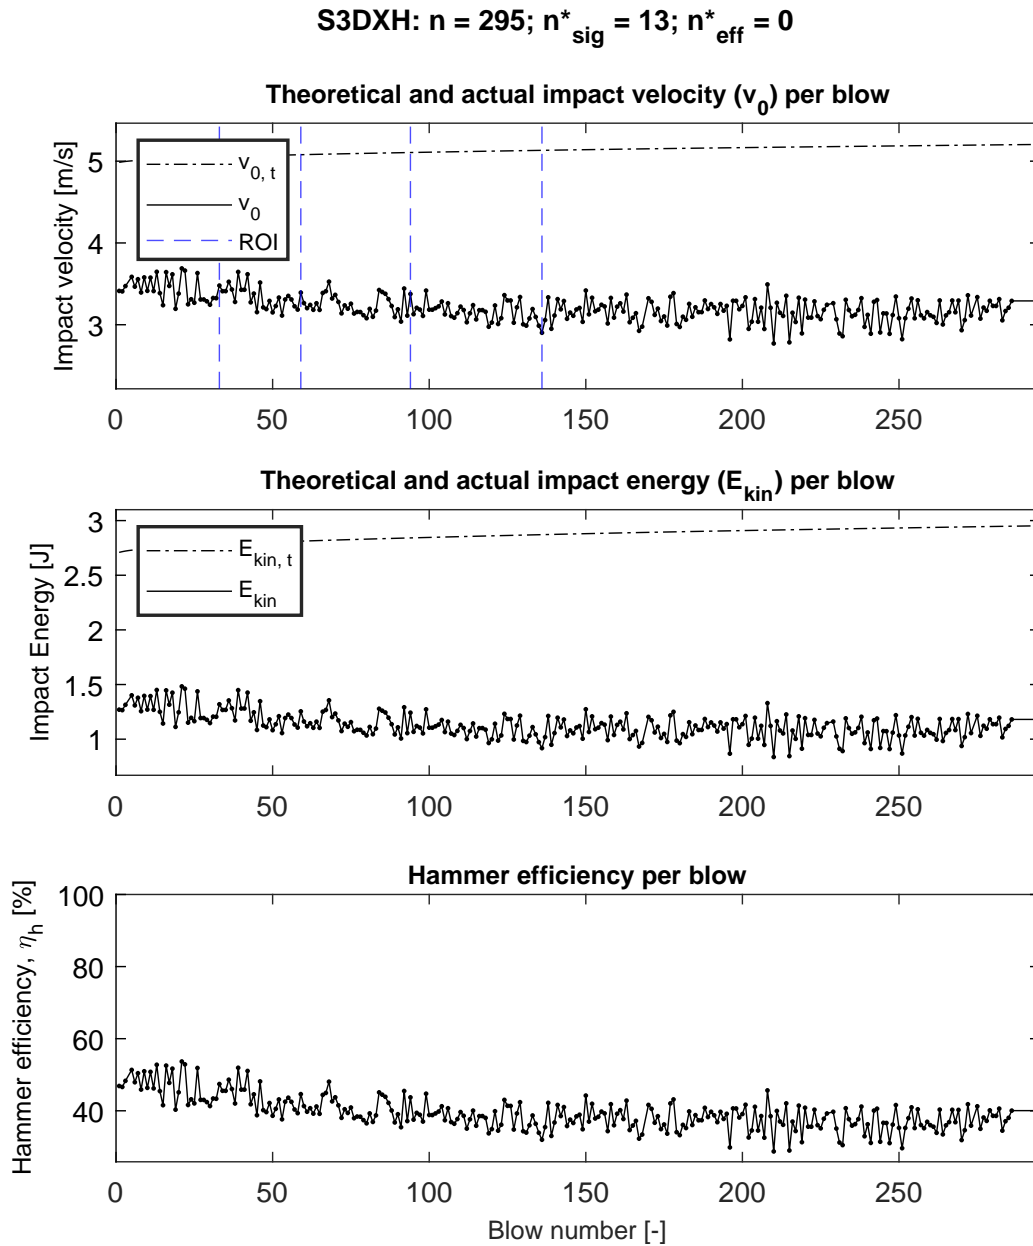 S3DXH: n = 295; n*sig = 13; n*eff = 0
Theoretical and actual impact velocity (v0) per blow
Impact velocity [m/s]
5
4
3
v0, t
v0
ROI
0 50 100 150 200 250
Theoretical and actual impact energy (Ekin) per blow
Impact Energy [J]
3
2.5
2
1.5
1
Ekin, t
Ekin
0 50 100 150 200 250
Hammer efficiency per blow
Hammer efficiency, ηh [%]
100
80
60
40
0 50 100 150 200 250
Blow number [-]